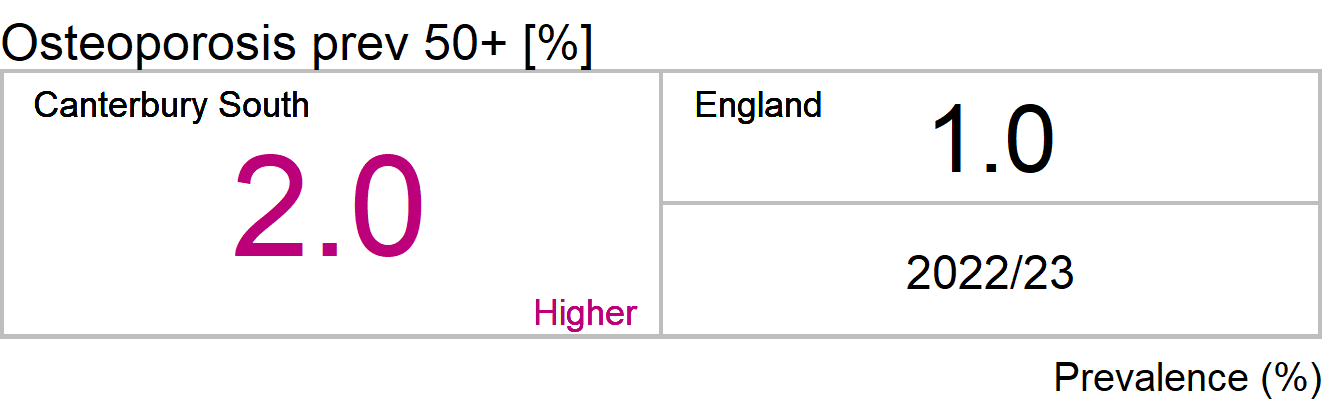 Osteoporosis prev 50+ [%]
Canterbury South
2.0
Higher
England
1.0
2022/23
Prevalence (%)